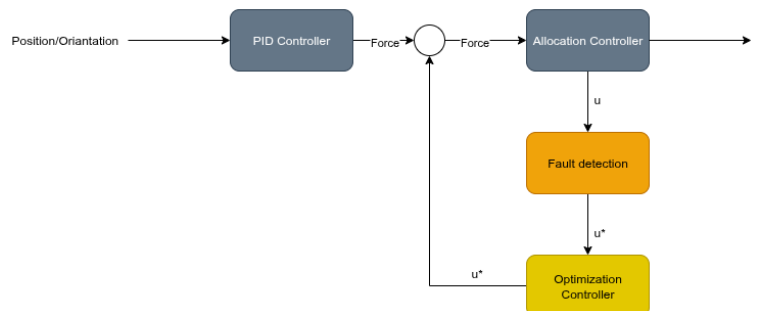 Position/Oriantation
PID Controller
Force
Force
Allocation Controller
u
Fault detection
u*
u*
Optimization
Controller